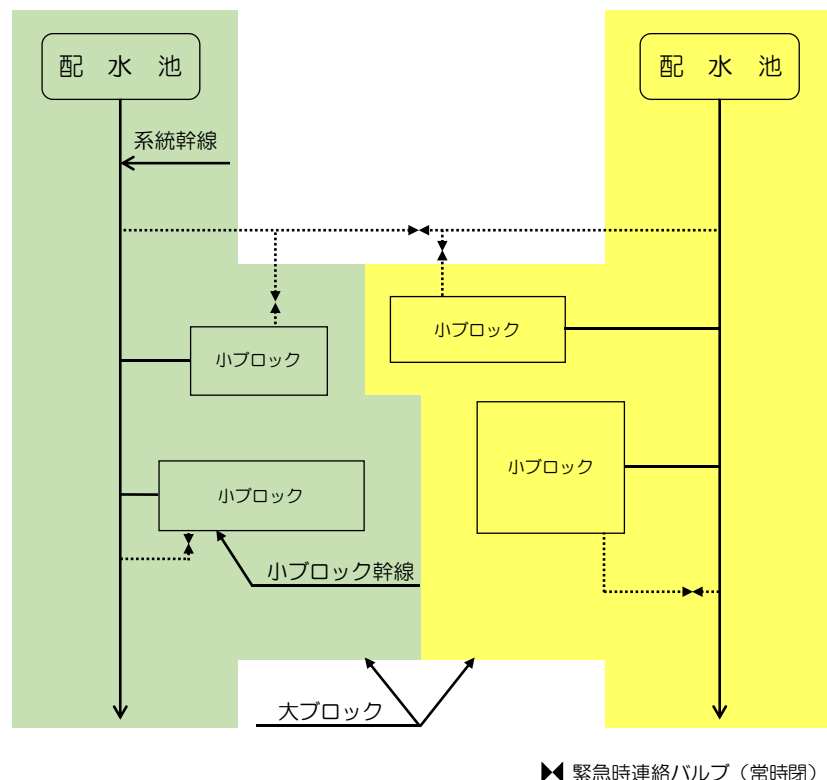 配 水 池
配 水 池
系統幹線
小ブロック
小ブロック
小ブロック
小ブロック
小ブロック幹線
大ブロック
緊急時連絡バルブ（常時閉）